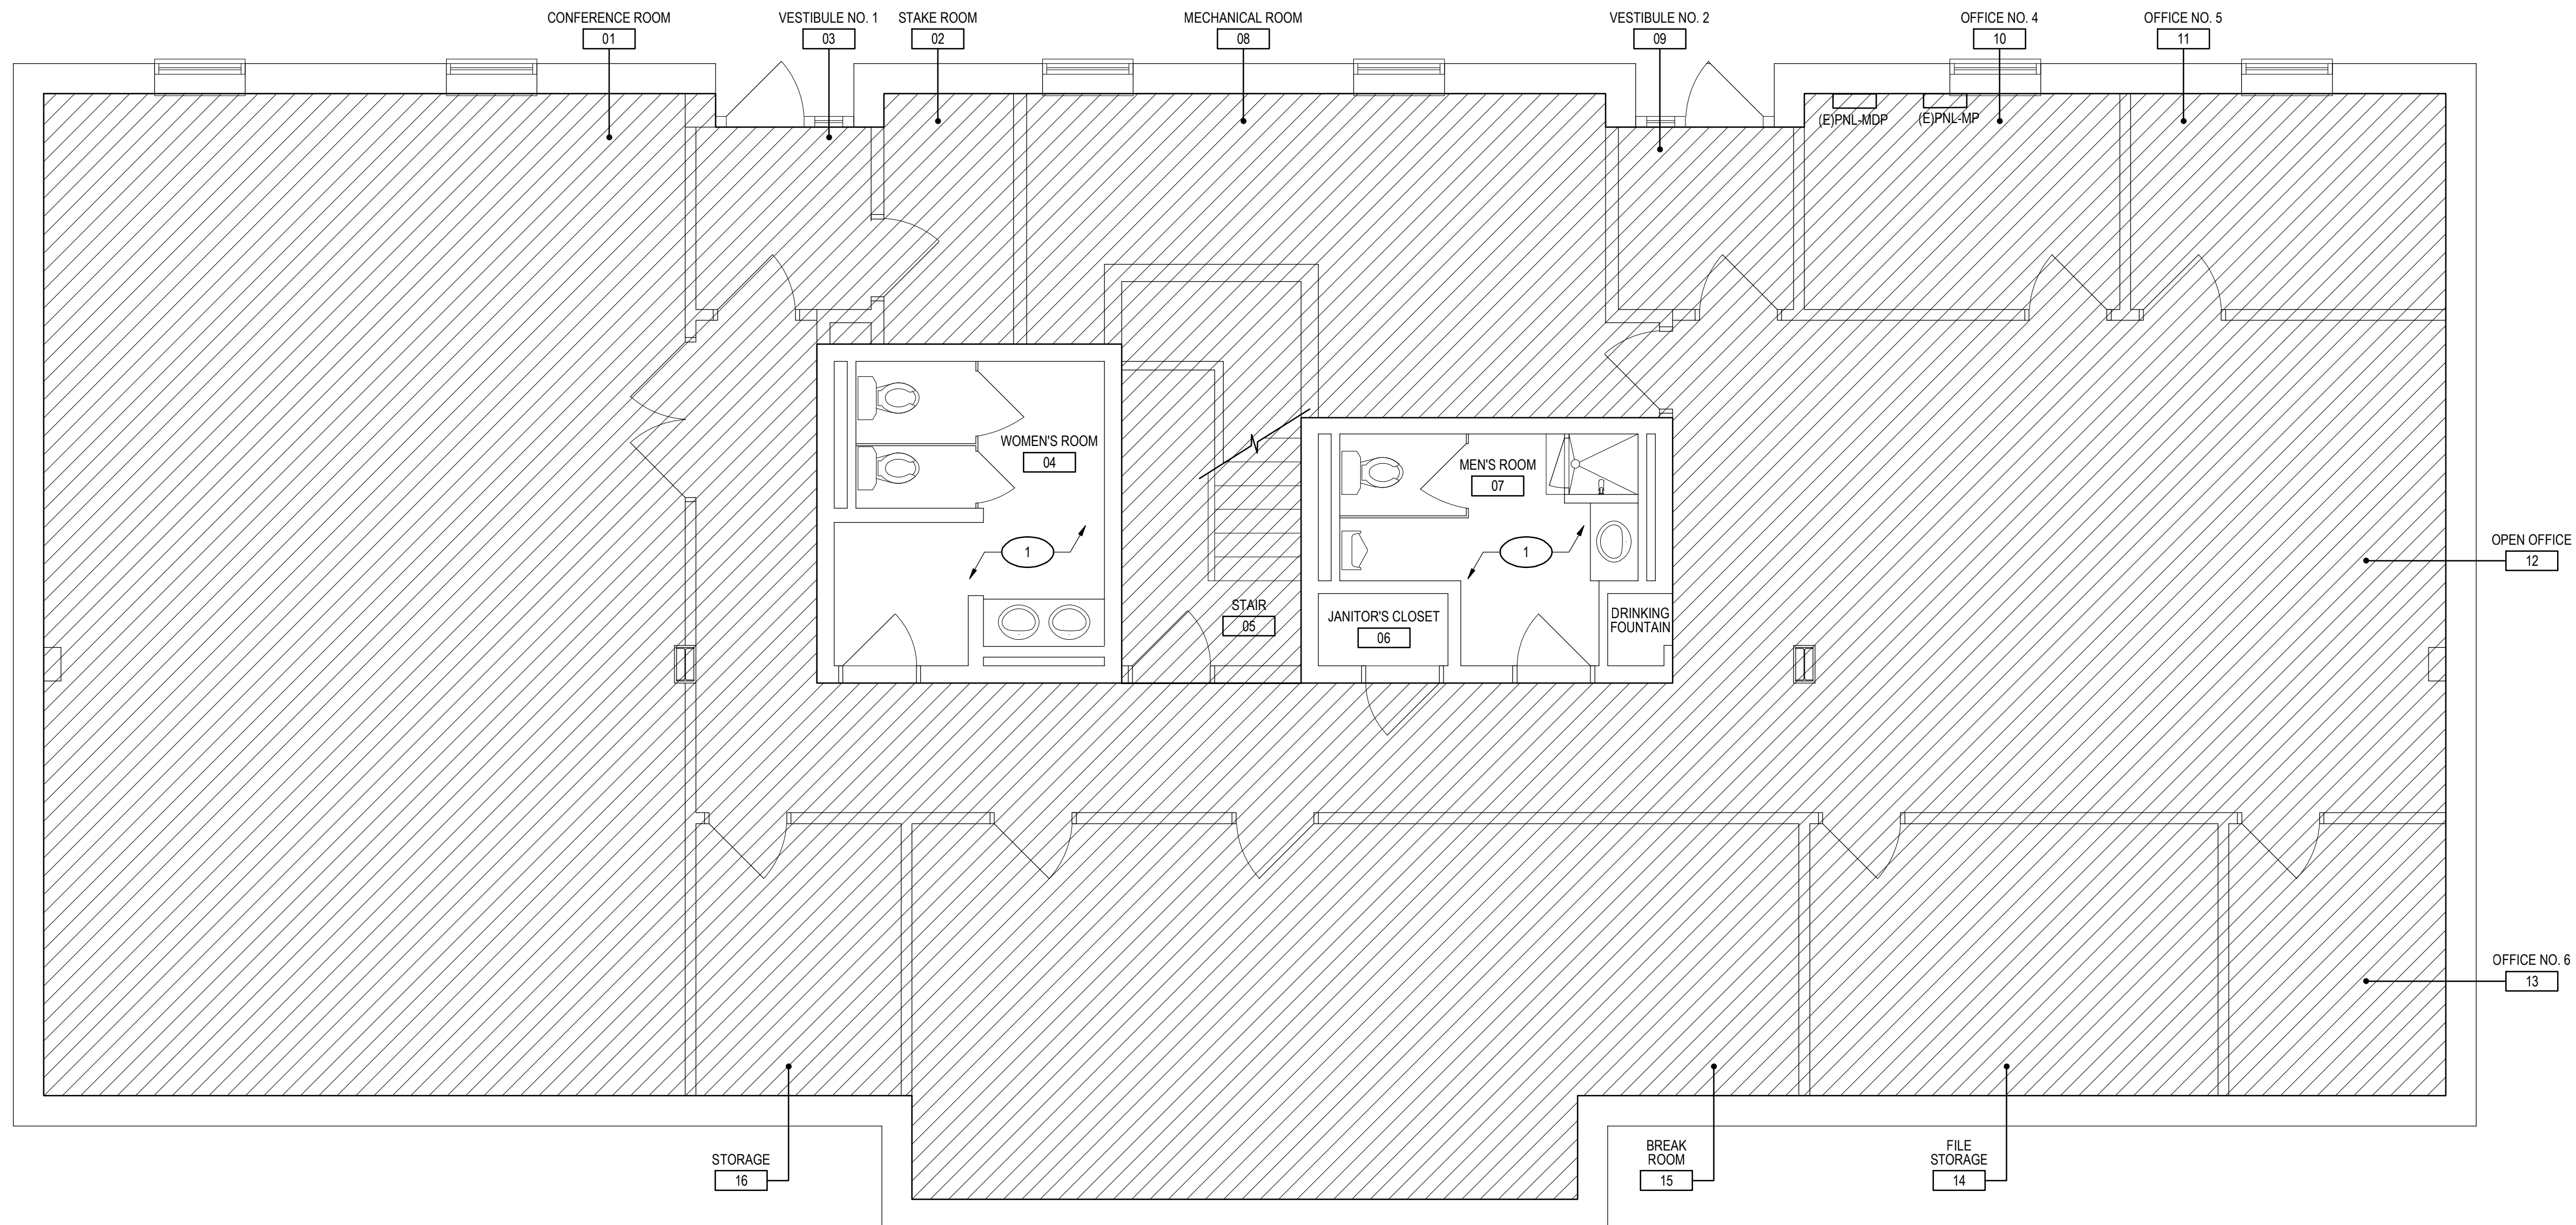 CONFERENCE ROOM
01
VESTIBULE NO. 1
03
STAKE ROOM
02
MECHANICAL ROOM
08
VESTIBULE NO. 2
09
OFFICE NO. 4
10
OFFICE NO. 5
11
(E)PNL-MDP
(E)PNL-MP
WOMEN'S ROOM
04
1
MEN'S ROOM
07
1
OPEN OFFICE
12
STAIR
05
JANITOR'S CLOSET
06
DRINKING
FOUNTAIN
OFFICE NO. 6
13
STORAGE
16
BREAK
ROOM
15
FILE
STORAGE
14